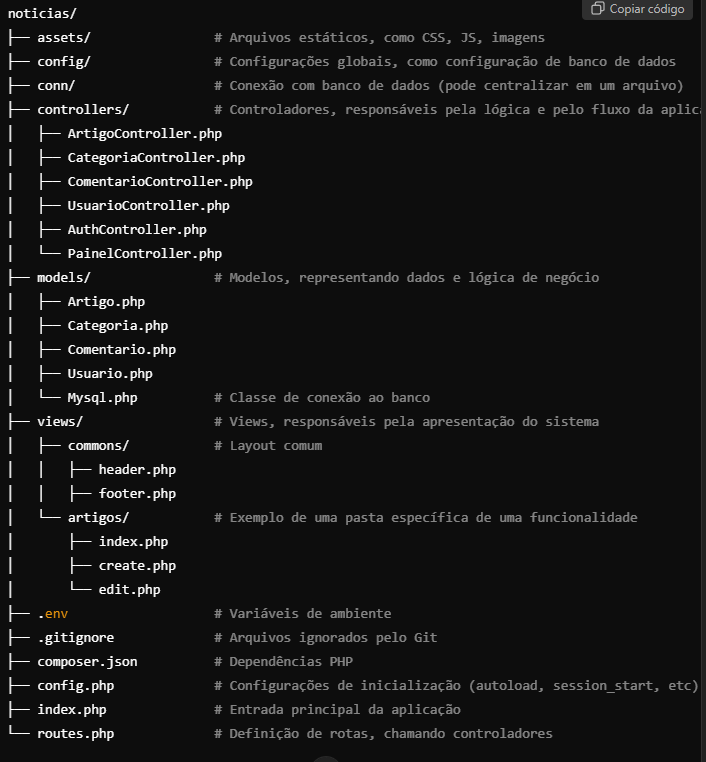 Copiar código
noticias/
├── assets/ # Arquivos estáticos, como CSS, JS, imagens
├── config/ # Configurações globais, como configuração de banco de dados
├── conn/ # Conexão com banco de dados (pode centralizar em um arquivo)
├── controllers/ # Controladores, responsáveis pela lógica e pelo fluxo da aplica
│   ├── ArtigoController.php
│   ├── CategoriaController.php
│   ├── ComentarioController.php
│   ├── UsuarioController.php
│   ├── AuthController.php
│   └── PainelController.php
├── models/ # Modelos, representando dados e lógica de negócio
│   ├── Artigo.php
│   ├── Categoria.php
│   ├── Comentario.php
│   ├── Usuario.php
│   └── Mysql.php # Classe de conexão ao banco
├── views/ # Views, responsáveis pela apresentação do sistema
│   ├── commons/ # Layout comum
│   │   ├── header.php
│   │   ├── footer.php
│   └── artigos/ # Exemplo de uma pasta específica de uma funcionalidade
│       ├── index.php
│       ├── create.php
│       └── edit.php
├── .env # Variáveis de ambiente
├── .gitignore # Arquivos ignorados pelo Git
├── composer.json # Dependências PHP
├── config.php # Configurações de inicialização (autoload, session_start, etc)
├── index.php # Entrada principal da aplicação
└── routes.php # Definição de rotas, chamando controladores